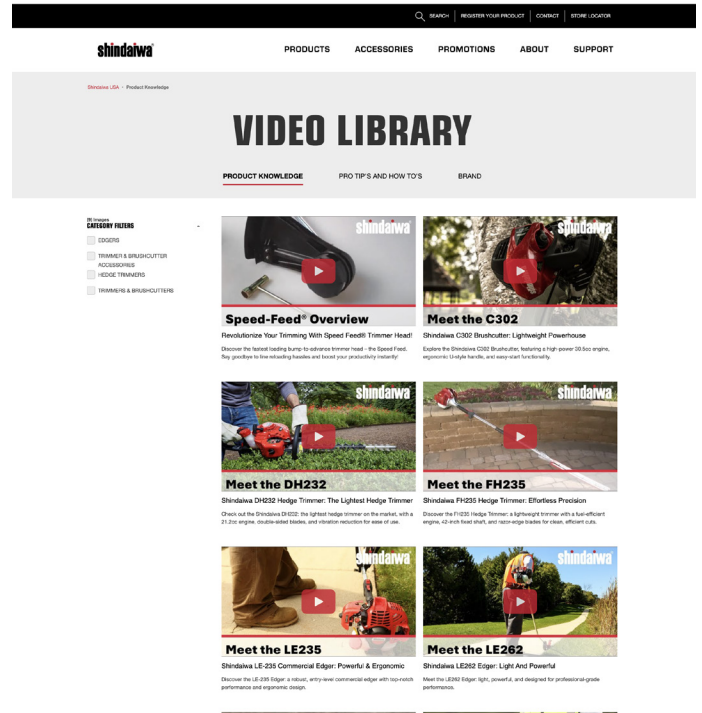 SEARCH
REGISTER YOUR PRODUCT
CONTACT
STORE LOCATOR
shindaiwa
PRODUCTS
ACCESSORIES
PROMOTIONS
ABOUT
SUPPORT
Shindaiwa USA
Product Knowledge
VIDEO LIBRARY
PRODUCT KNOWLEDGE
PRO TIP'S AND HOW TO'S
BRAND
images
CATEGORY FILTERS
EDGERS
TRIMMER & BRUSHCUTTER
ACCESSORIES
HEDGE TRIMMERS
TRIMMERS & BRUSHCUTTERS
shindaiwa
Speed-Feed® Overview
Revolutionize Your Trimming With Speed Feed® Trimmer Head!
Discover the fastest loading bump-to-advance trimmer head – the Speed Feed.
Say goodbye to line reloading hassles and boost your productivity instantly!
shindaiwa
Meet the C302
Shindaiwa C302 Brushcutter: Lightweight Powerhouse
Explore the Shindaiwa C302 Brushcutter, featuring a high-power 30.5cc engine,
ergonomic U-style handle, and easy-start functionality.
shindaiwa
Meet the DH232
Shindaiwa DH232 Hedge Trimmer: The Lightest Hedge Trimmer
Check out the Shindaiwa DH232: the lightest hedge trimmer on the market, with a
21.2cc engine, double-sided blades, and vibration reduction for ease of use.
shindaiwa
Meet the FH235
Shindaiwa FH235 Hedge Trimmer: Effortless Precision
Discover the FH235 Hedge Trimmer: a lightweight trimmer with a fuel-efficient
engine, 42-inch fixed shaft, and razor-edge blades for clean, efficient cuts.
shindaiwa
Meet the LE235
Shindaiwa LE-235 Commercial Edger: Powerful & Ergonomic
Discover the LE-235 Edger: a robust, entry-level commercial edger with top-notch
performance and ergonomic design.
shindaiwa
Meet the LE262
Shindaiwa LE262 Edger: Light And Powerful
Meet the LE262 Edger: light, powerful, and designed for professional-grade
performance.